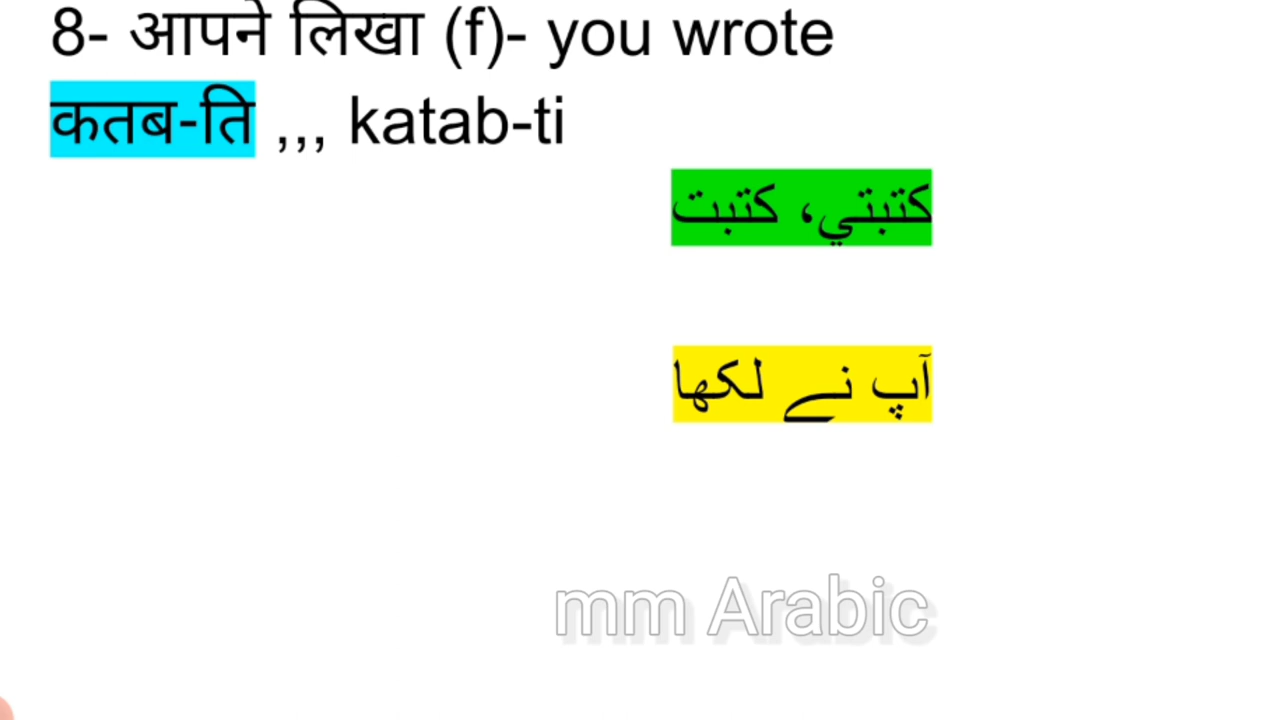 8- आपने लिखा (f)- you wrote
कतब-ति ,,, katab-ti
كتبتي، كتبت
آپ نے لکھا
mm Arabic